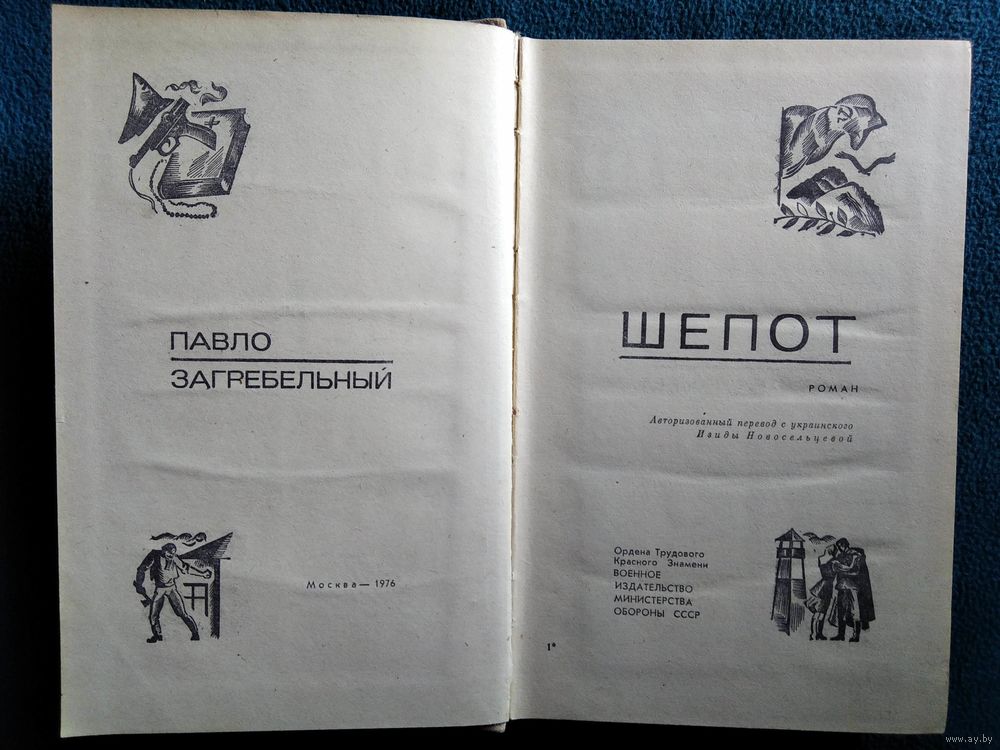 ПАВЛО
ЗАГРЕБЕЛЬНЫЙ
Москва — 1976
ШЕПОТ
РОМАН
Авторизованный перевод с украинского
Изиды Новосельцевой
Ордена Трудового
Красного Знамени
ВОЕННОЕ
ИЗДАТЕЛЬСТВО
МИНИСТЕРСТВА
ОБОРОНЫ СССР
1*
www.ay.by